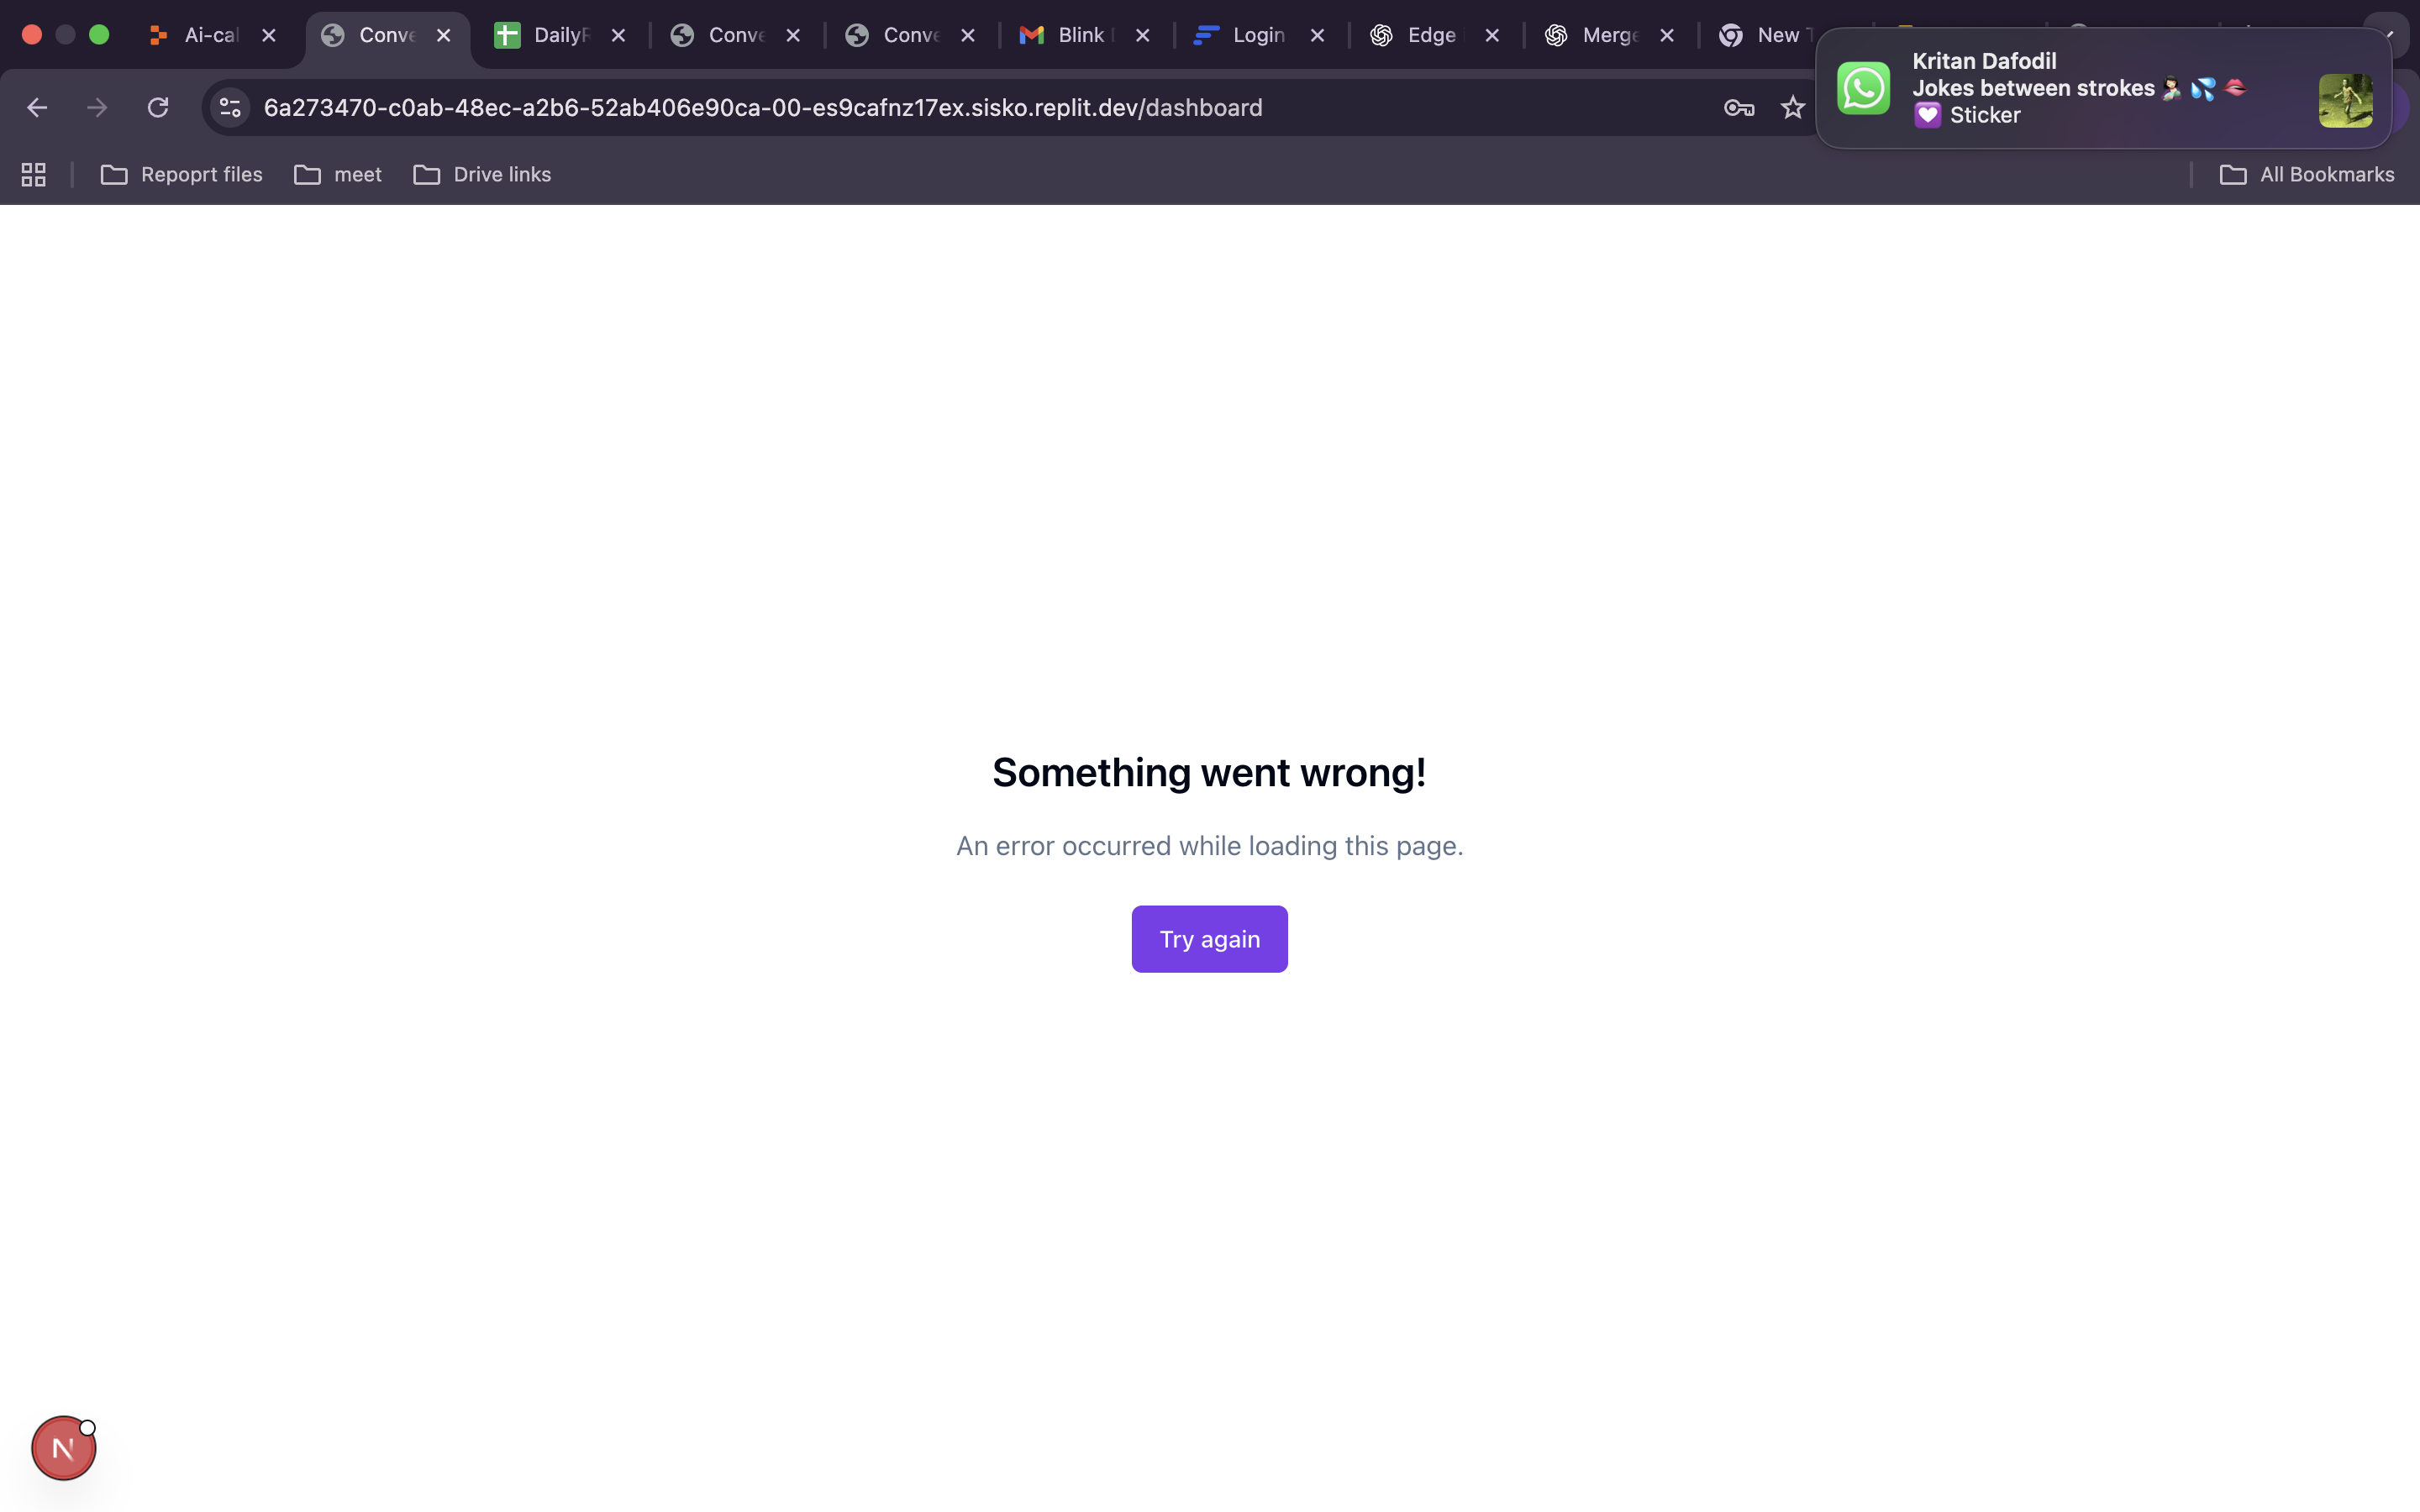 Ai-cal
Conve
DailyR
Conve
Conve
Blink
Login
Edge
Merge
New T
Kritan Dafodil
Jokes between strokes
Sticker
6a273470-c0ab-48ec-a2b6-52ab406e90ca-00-es9cafnz17ex.sisko.replit.dev/dashboard
Repoprt files
meet
Drive links
All Bookmarks
Something went wrong!
An error occurred while loading this page.
Try again
N